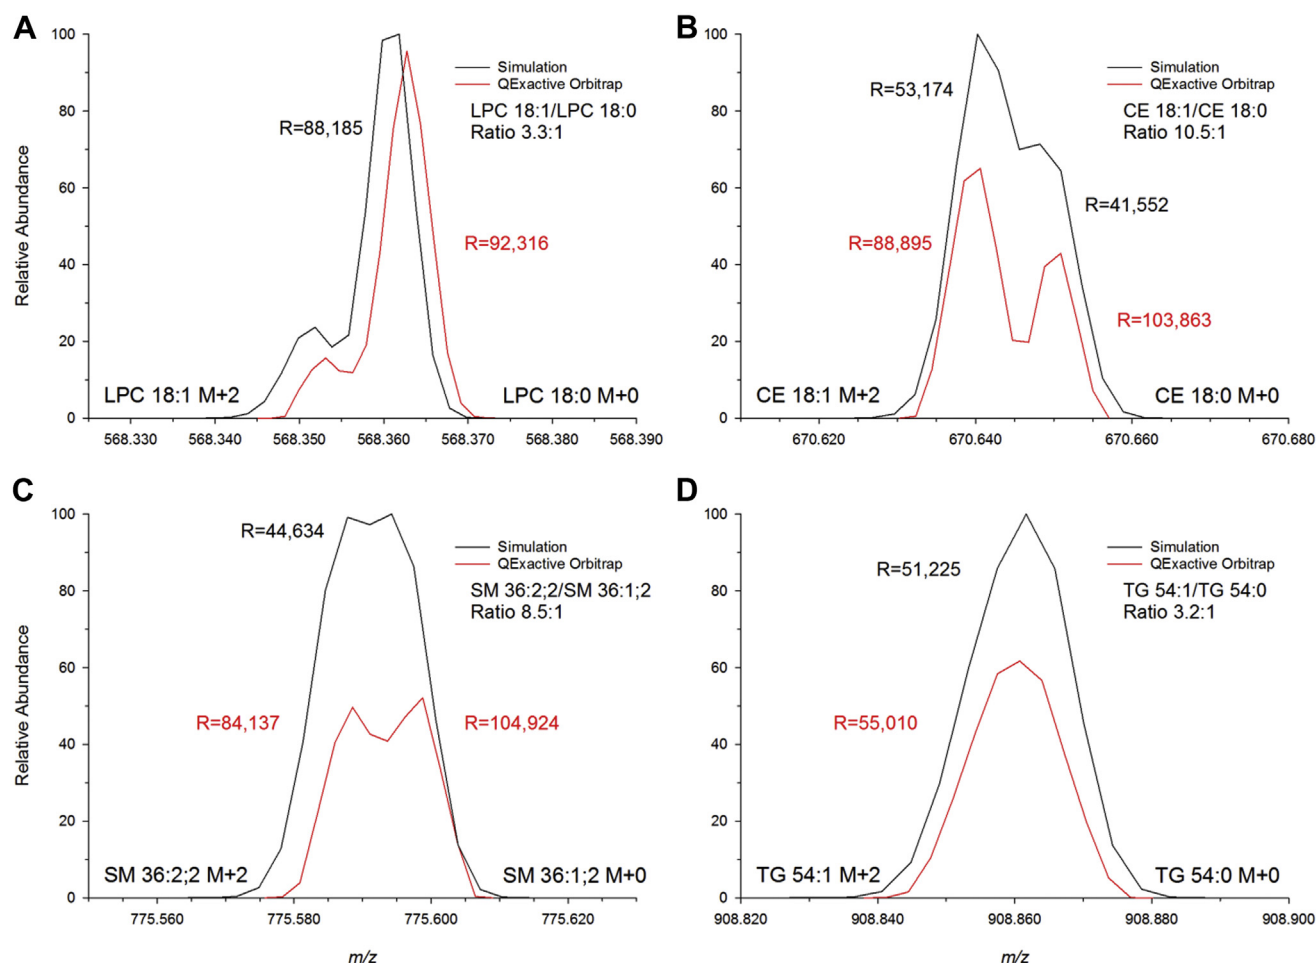 A
Relative Abundance
100
80
60
40
20
0
Simulation
QExactive Orbitrap
LPC 18:1/LPC 18:0
Ratio 3.3:1
R=88,185
R=92,316
LPC 18:1 M+2
LPC 18:0 M+0
568.330
568.340
568.350
568.360
568.370
568.380
568.390
B
100
80
60
40
20
0
Simulation
QExactive Orbitrap
CE 18:1/CE 18:0
Ratio 10.5:1
R=53,174
R=41,552
R=88,895
R=103,863
CE 18:1 M+2
CE 18:0 M+0
670.620
670.640
670.660
670.680
C
Relative Abundance
100
80
60
40
20
0
Simulation
QExactive Orbitrap
SM 36:2;2/SM 36:1;2
Ratio 8.5:1
R=44,634
R=84,137
R=104,924
SM 36:2;2 M+2
SM 36:1;2 M+0
775.560
775.580
775.600
775.620
m/z
D
100
80
60
40
20
0
Simulation
QExactive Orbitrap
TG 54:1/TG 54:0
Ratio 3.2:1
R=51,225
R=55,010
TG 54:1 M+2
TG 54:0 M+0
908.820
908.840
908.860
908.880
908.900
m/z